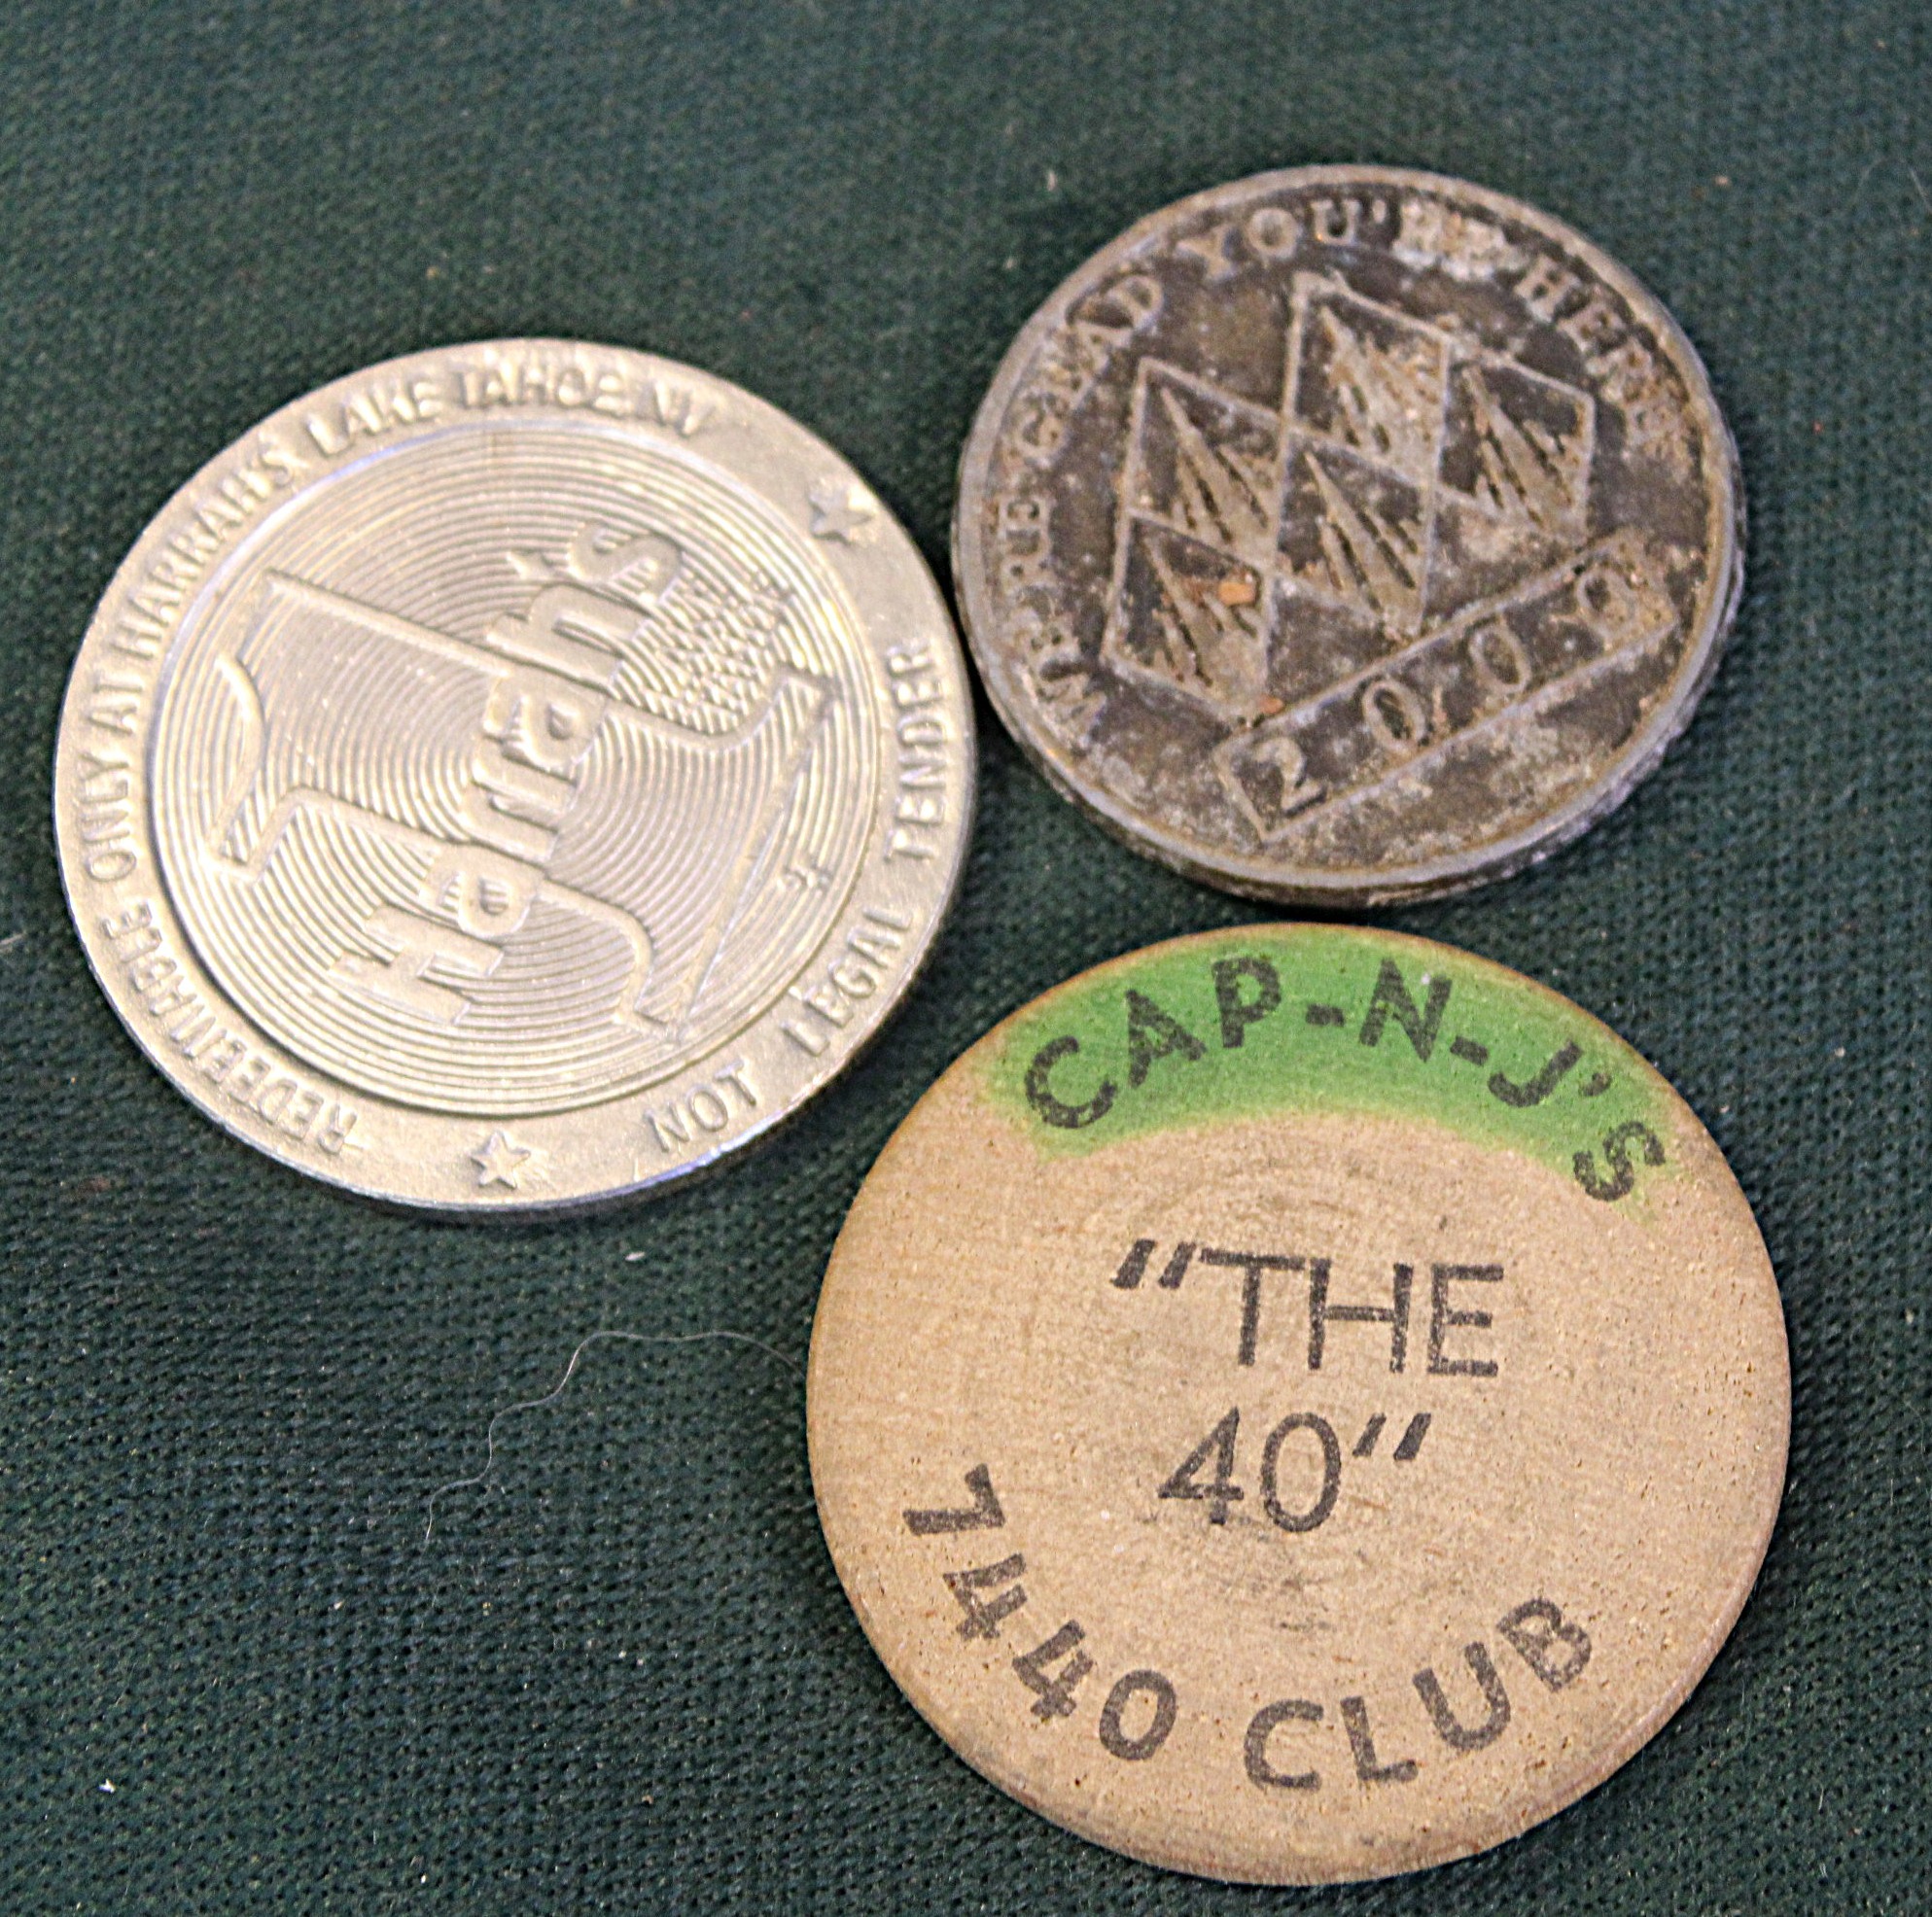 REDEEMABLE ONLY AT HARRAH'S LAKE TAHOE, NV
Harrah's
NOT LEGAL TENDER
WE'RE GLAD YOU'RE HERE
200
CAP-N-J'S
"THE
40"
7440 CLUB